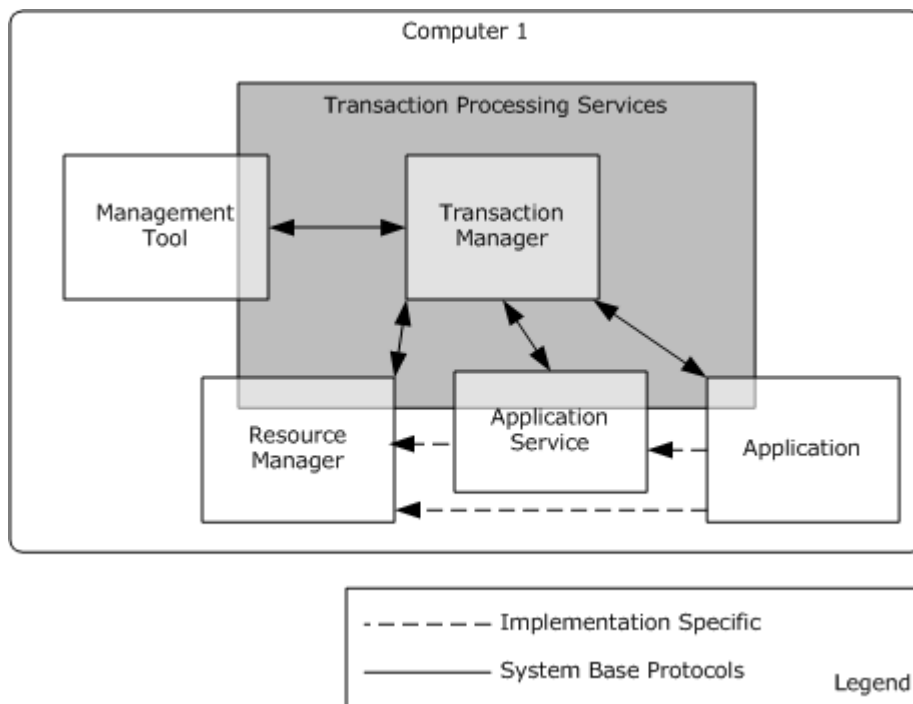 Computer 1
Transaction Processing Services
Management
Tool
Transaction
Manager
Resource
Manager
Application
Service
Application
Implementation Specific
System Base Protocols
Legend